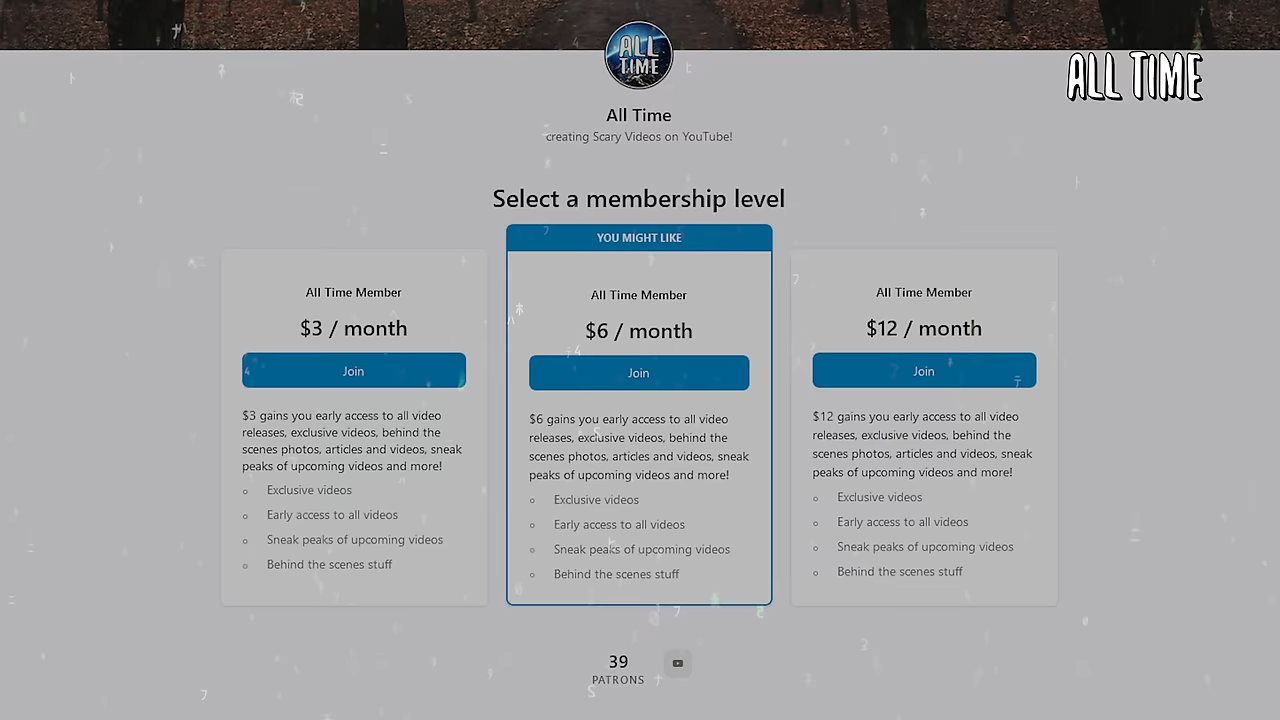 ALL
TIME
ALL TIME
All Time
creating Scary Videos on YouTube!
Select a membership level
YOU MIGHT LIKE
All Time Member
$3 / month
Join
$3 gains you early access to all video
releases, exclusive videos, behind the
scenes photos, articles and videos, sneak
peaks of upcoming videos and more!
Exclusive videos
Early access to all videos
Sneak peaks of upcoming videos
Behind the scenes stuff
All Time Member
$6 / month
Join
$6 gains you early access to all video
releases, exclusive videos, behind the
scenes photos, articles and videos, sneak
peaks of upcoming videos and more!
Exclusive videos
Early access to all videos
Sneak peaks of upcoming videos
Behind the scenes stuff
All Time Member
$12 / month
Join
$12 gains you early access to all video
releases, exclusive videos, behind the
scenes photos, articles and videos, sneak
peaks of upcoming videos and more!
Exclusive videos
Early access to all videos
Sneak peaks of upcoming videos
Behind the scenes stuff
39
PATRONS